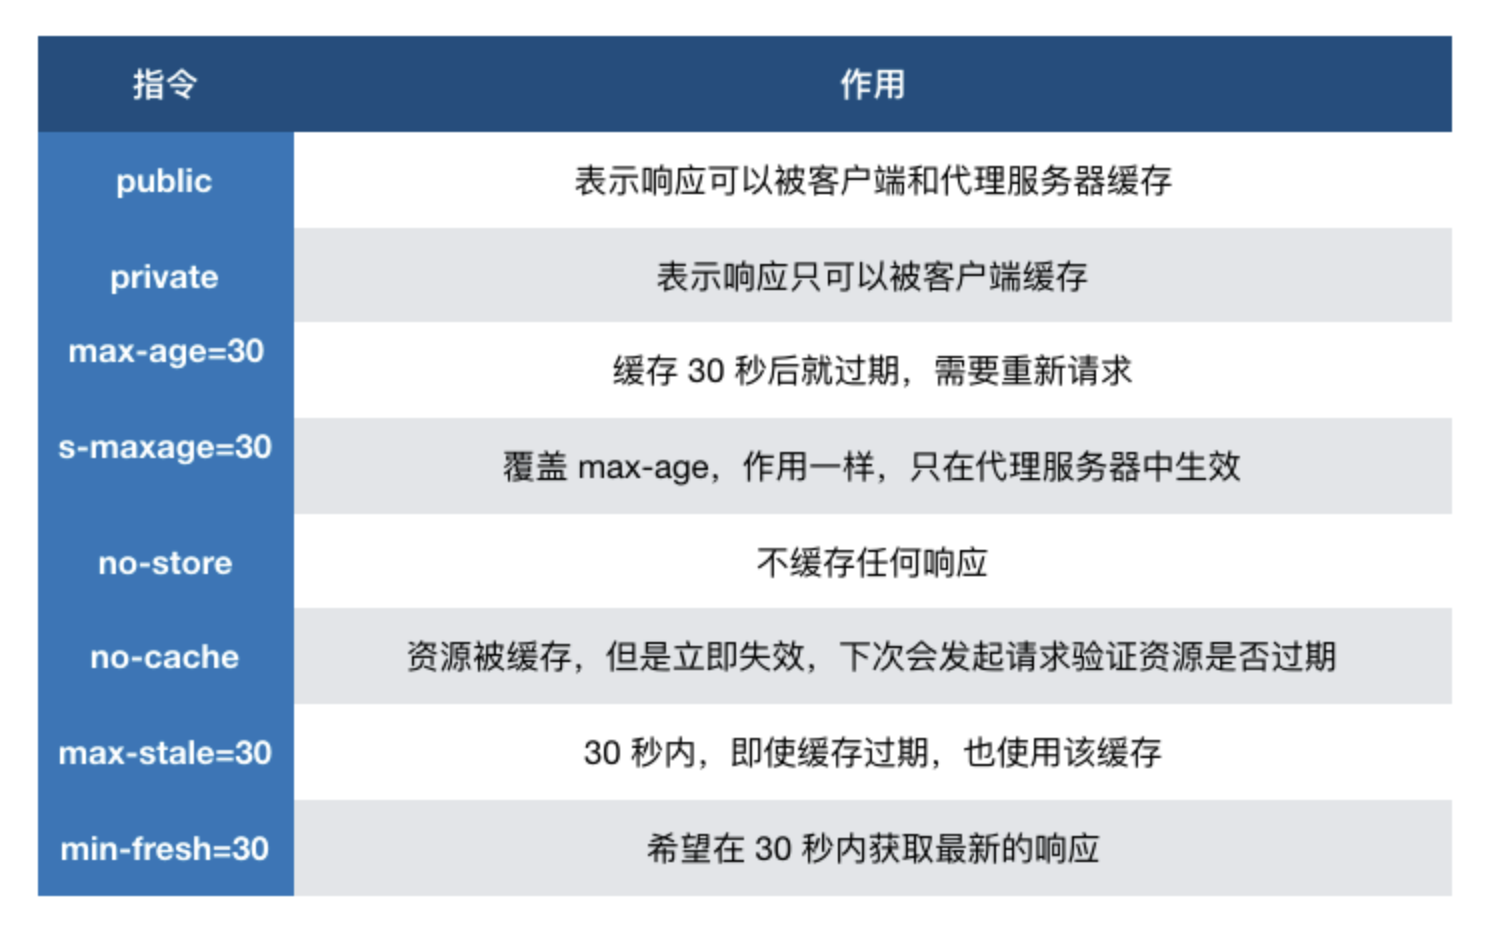 指令 作用
public 表示响应可以被客户端和代理服务器缓存
private 表示响应只可以被客户端缓存
max-age=30 缓存 30 秒后就过期，需要重新请求
s-maxage=30 覆盖 max-age，作用一样，只在代理服务器中生效
no-store 不缓存任何响应
no-cache 资源被缓存，但是立即失效，下次会发起请求验证资源是否过期
max-stale=30 30 秒内，即使缓存过期，也使用该缓存
min-fresh=30 希望在 30 秒内获取最新的响应